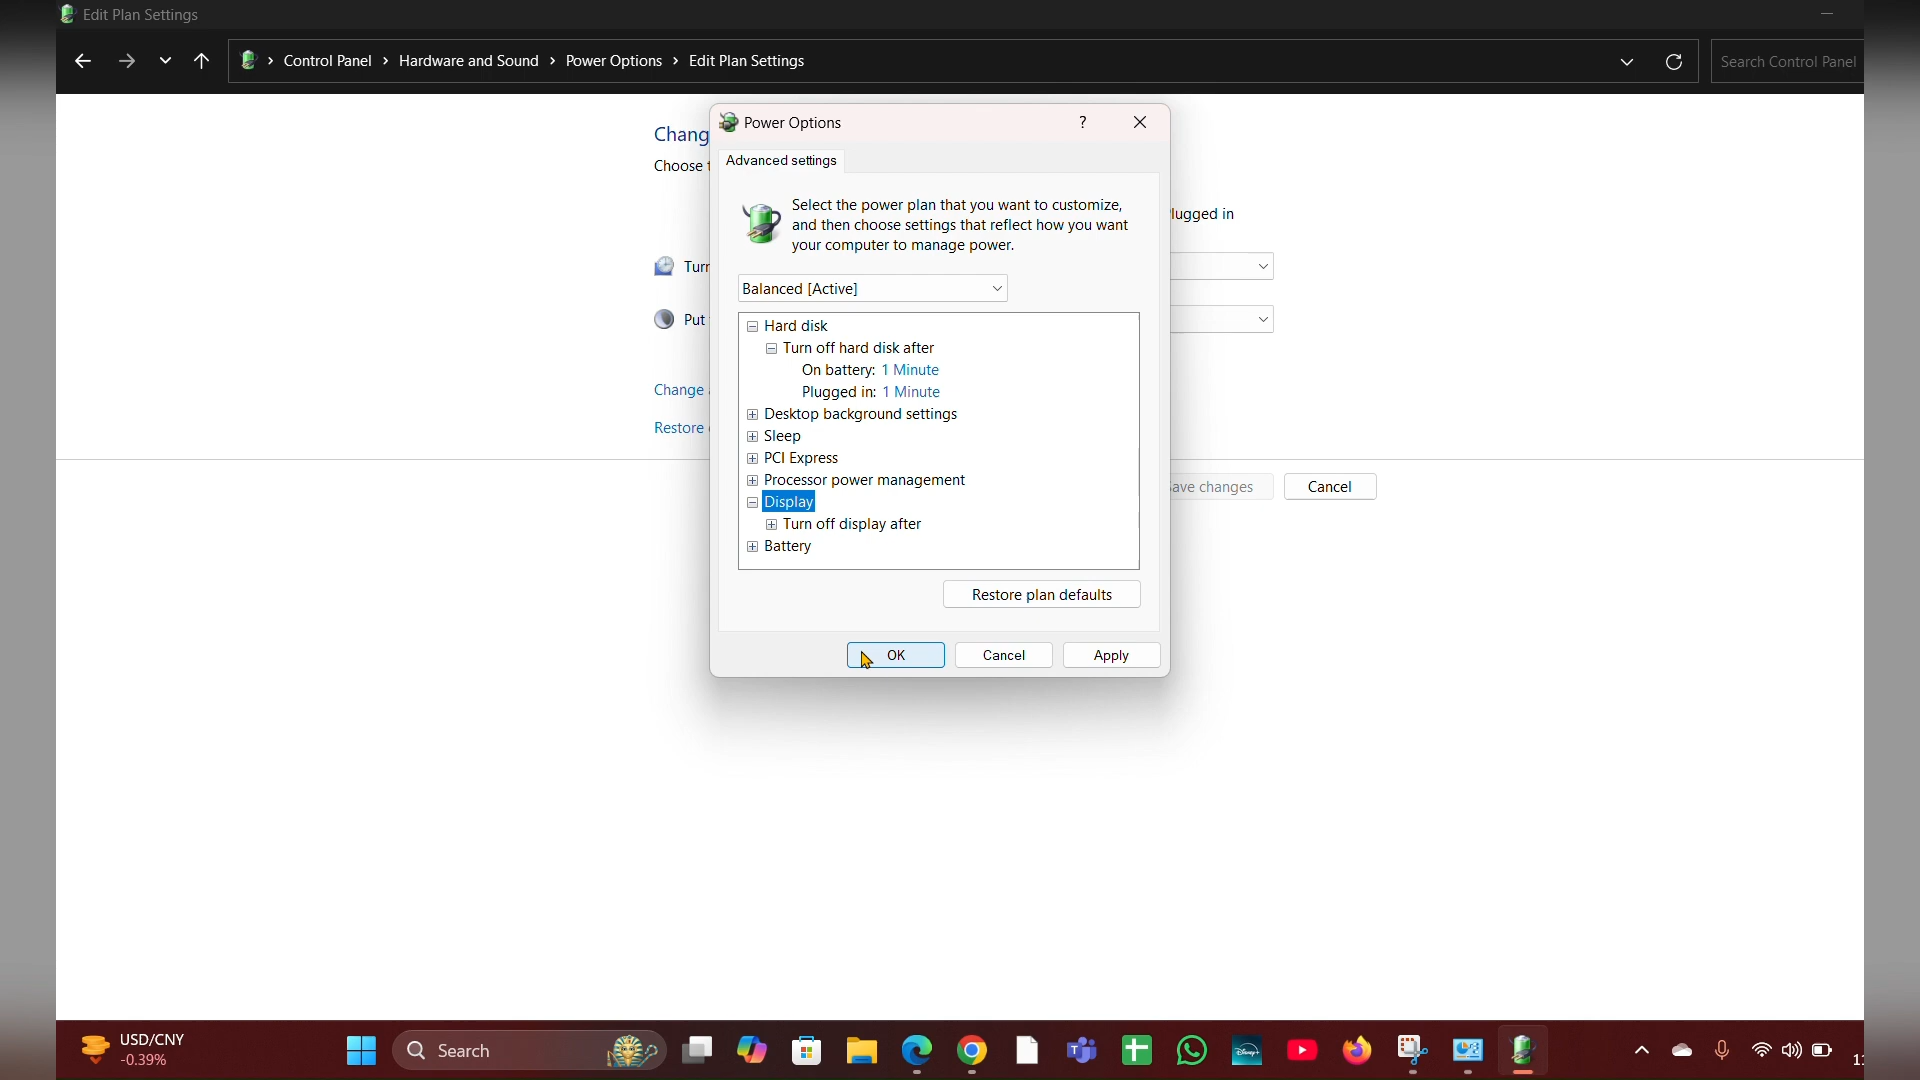 Edit Plan Settings
Control Panel > Hardware and Sound > Power Options > Edit Plan Settings
Search Control Panel
Power Options
?
Advanced settings
Select the power plan that you want to customize,
and then choose settings that reflect how you want
your computer to manage power.
Balanced [Active]
Hard disk
Turn off hard disk after
On battery: 1 Minute
Plugged in: 1 Minute
Desktop background settings
Sleep
PCI Express
Processor power management
Display
Turn off display after
Battery
Restore plan defaults
OK
Cancel
Apply
Chang
Choose
lugged in
Turr
Put
Change
Restore
ave changes
Cancel
USD/CNY
-0.39%
Search
Disney+